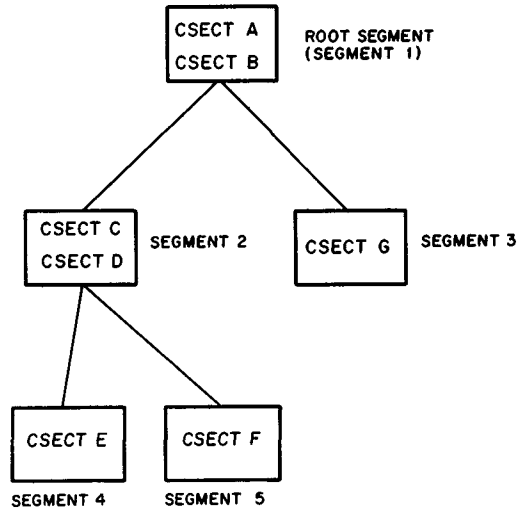 CSECT A
CSECT B
ROOT SEGMENT
(SEGMENT 1)
CSECT C
CSECT D
SEGMENT 2
CSECT G
SEGMENT 3
CSECT E
CSECT F
SEGMENT 4
SEGMENT 5